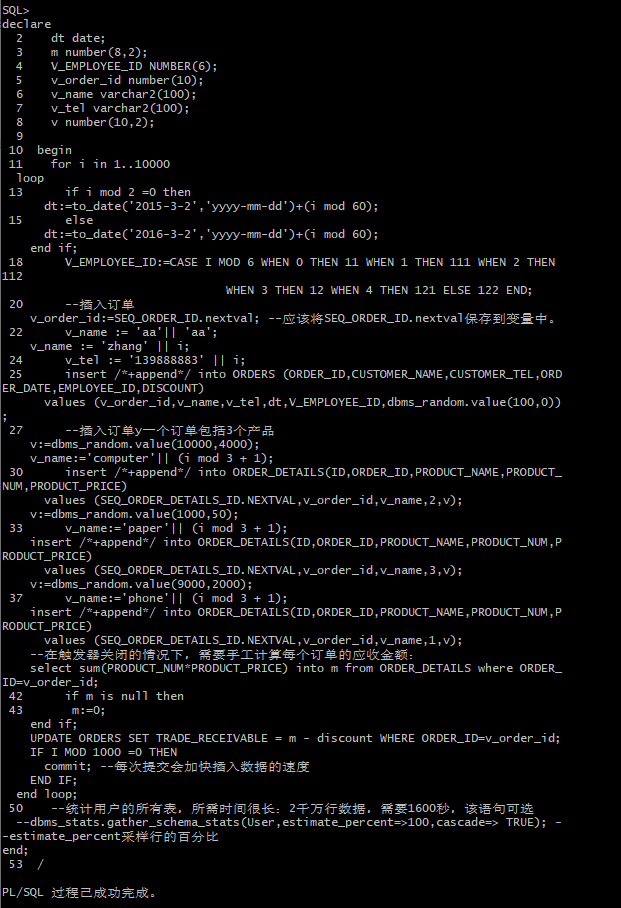 SQL>
declare
  2    dt date;
  3    m number(8,2);
  4    V_EMPLOYEE_ID NUMBER(6);
  5    v_order_id number(10);
  6    v_name varchar2(100);
  7    v_tel varchar2(100);
  8    v number(10,2);
  9
 10  begin
 11    for i in 1..10000
  loop
 13      if i mod 2 =0 then
      dt:=to_date('2015-3-2','yyyy-mm-dd')+(i mod 60);
 15      else
      dt:=to_date('2016-3-2','yyyy-mm-dd')+(i mod 60);
    end if;
 18      V_EMPLOYEE_ID:=CASE I MOD 6 WHEN 0 THEN 11 WHEN 1 THEN 111 WHEN 2 THEN
112
                                WHEN 3 THEN 12 WHEN 4 THEN 121 ELSE 122 END;
 20      --插入订单
    v_order_id:=SEQ_ORDER_ID.nextval; --应该将SEQ_ORDER_ID.nextval保存到变量中。
 22      v_name := 'aa'|| 'aa';
    v_name := 'zhang' || i;
 24      v_tel := '139888883' || i;
 25      insert /*+append*/ into ORDERS (ORDER_ID,CUSTOMER_NAME,CUSTOMER_TEL,ORD
ER_DATE,EMPLOYEE_ID,DISCOUNT)
      values (v_order_id,v_name,v_tel,dt,V_EMPLOYEE_ID,dbms_random.value(100,0))
;
 27      --插入订单y一个订单包括3个产品
    v:=dbms_random.value(10000,4000);
    v_name:='computer'|| (i mod 3 + 1);
 30      insert /*+append*/ into ORDER_DETAILS(ID,ORDER_ID,PRODUCT_NAME,PRODUCT_
NUM,PRODUCT_PRICE)
      values (SEQ_ORDER_DETAILS_ID.NEXTVAL,v_order_id,v_name,2,v);
    v:=dbms_random.value(1000,50);
 33      v_name:='paper'|| (i mod 3 + 1);
    insert /*+append*/ into ORDER_DETAILS(ID,ORDER_ID,PRODUCT_NAME,PRODUCT_NUM,P
RODUCT_PRICE)
      values (SEQ_ORDER_DETAILS_ID.NEXTVAL,v_order_id,v_name,3,v);
    v:=dbms_random.value(9000,2000);
 37      v_name:='phone'|| (i mod 3 + 1);
    insert /*+append*/ into ORDER_DETAILS(ID,ORDER_ID,PRODUCT_NAME,PRODUCT_NUM,P
RODUCT_PRICE)
      values (SEQ_ORDER_DETAILS_ID.NEXTVAL,v_order_id,v_name,1,v);
    --在触发器关闭的情况下，需要手工计算每个订单的应收金额：
    select sum(PRODUCT_NUM*PRODUCT_PRICE) into m from ORDER_DETAILS where ORDER_
ID=v_order_id;
 42      if m is null then
 43       m:=0;
    end if;
    UPDATE ORDERS SET TRADE_RECEIVABLE = m - discount WHERE ORDER_ID=v_order_id;
    IF I MOD 1000 =0 THEN
      commit; --每次提交会加快插入数据的速度
    END IF;
  end loop;
 50    --统计用户的所有表，所需时间很长：2千万行数据，需要1600秒，该语句可选
  --dbms_stats.gather_schema_stats(User,estimate_percent=>100,cascade=> TRUE); -
-estimate_percent采样行的百分比
end;
 53  /
PL/SQL 过程已成功完成。